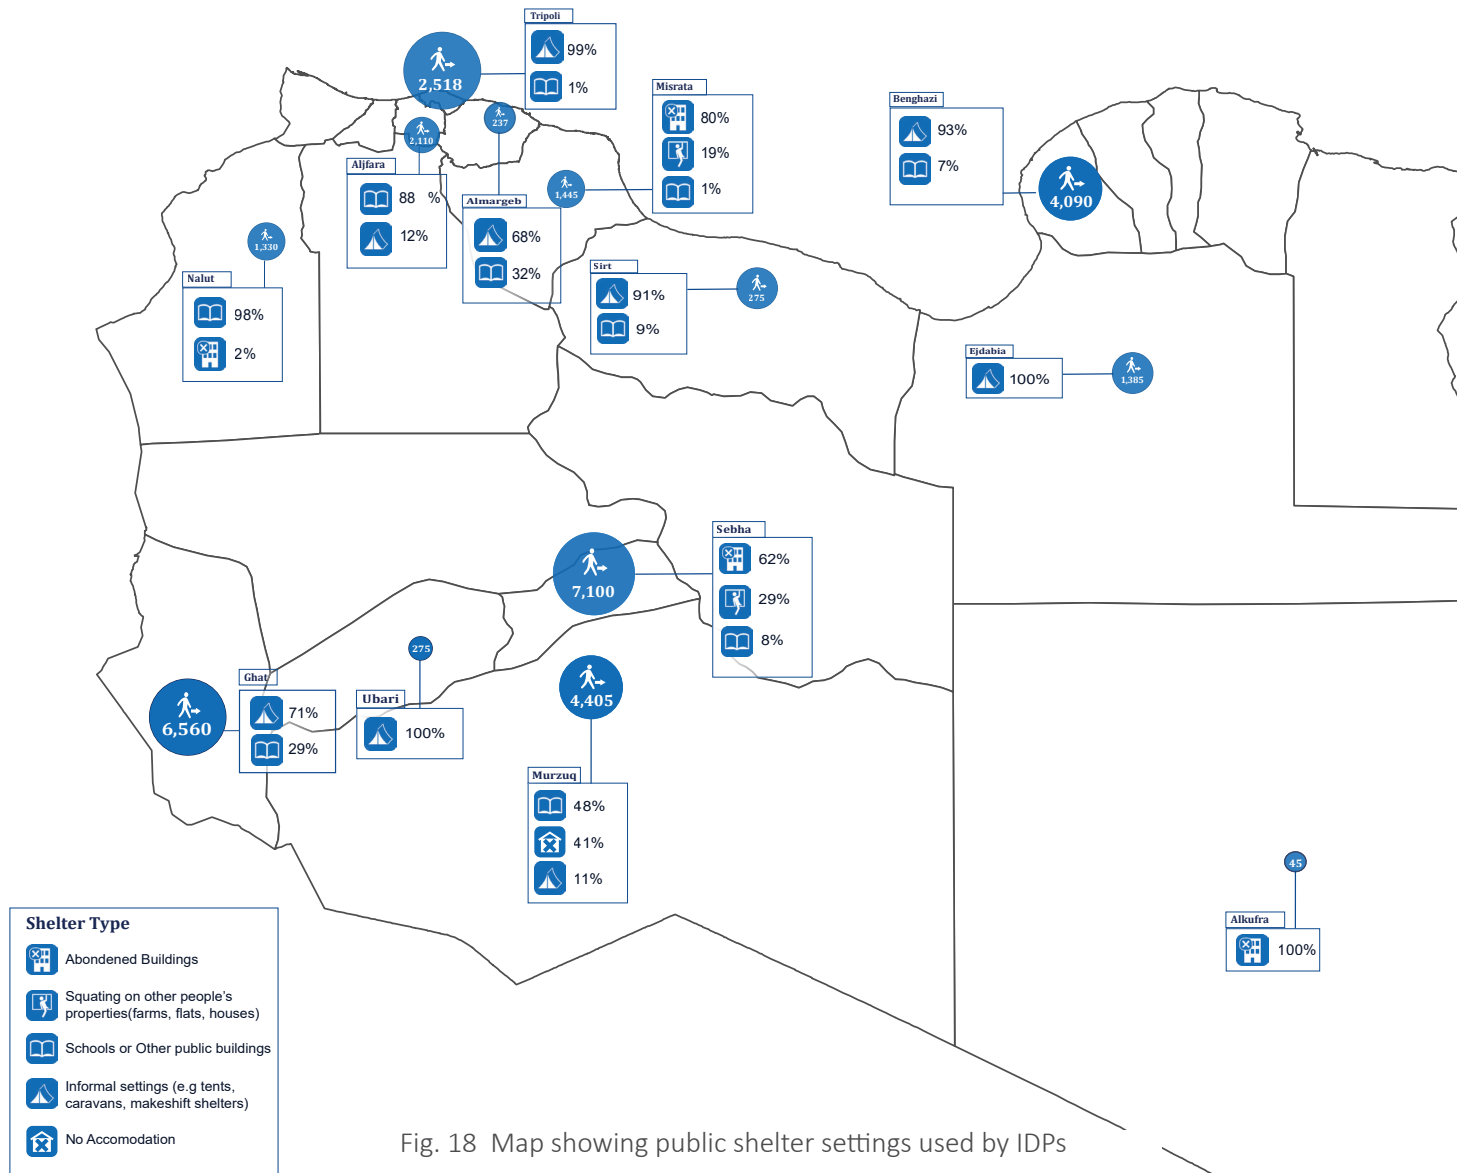 Tripoli
99%
1%
2,518
Misrata
80%
19%
1%
1,445
Benghazi
93%
7%
4,090
237
2,110
Aljfara
88 %
12%
Almargeb
68%
32%
1,330
Nalut
98%
2%
Sirt
91%
9%
275
Ejdabia
100%
1,385
Sebha
62%
29%
8%
7,100
275
Ubari
100%
Ghat
71%
29%
6,560
4,405
Murzuq
48%
41%
11%
45
Alkufra
100%
Shelter Type
Abondened Buildings
Squating on other people's
properties(farms, flats, houses)
Schools or Other public buildings
Informal settings (e.g tents,
caravans, makeshift shelters)
No Accomodation
Fig. 18 Map showing public shelter settings used by IDPs